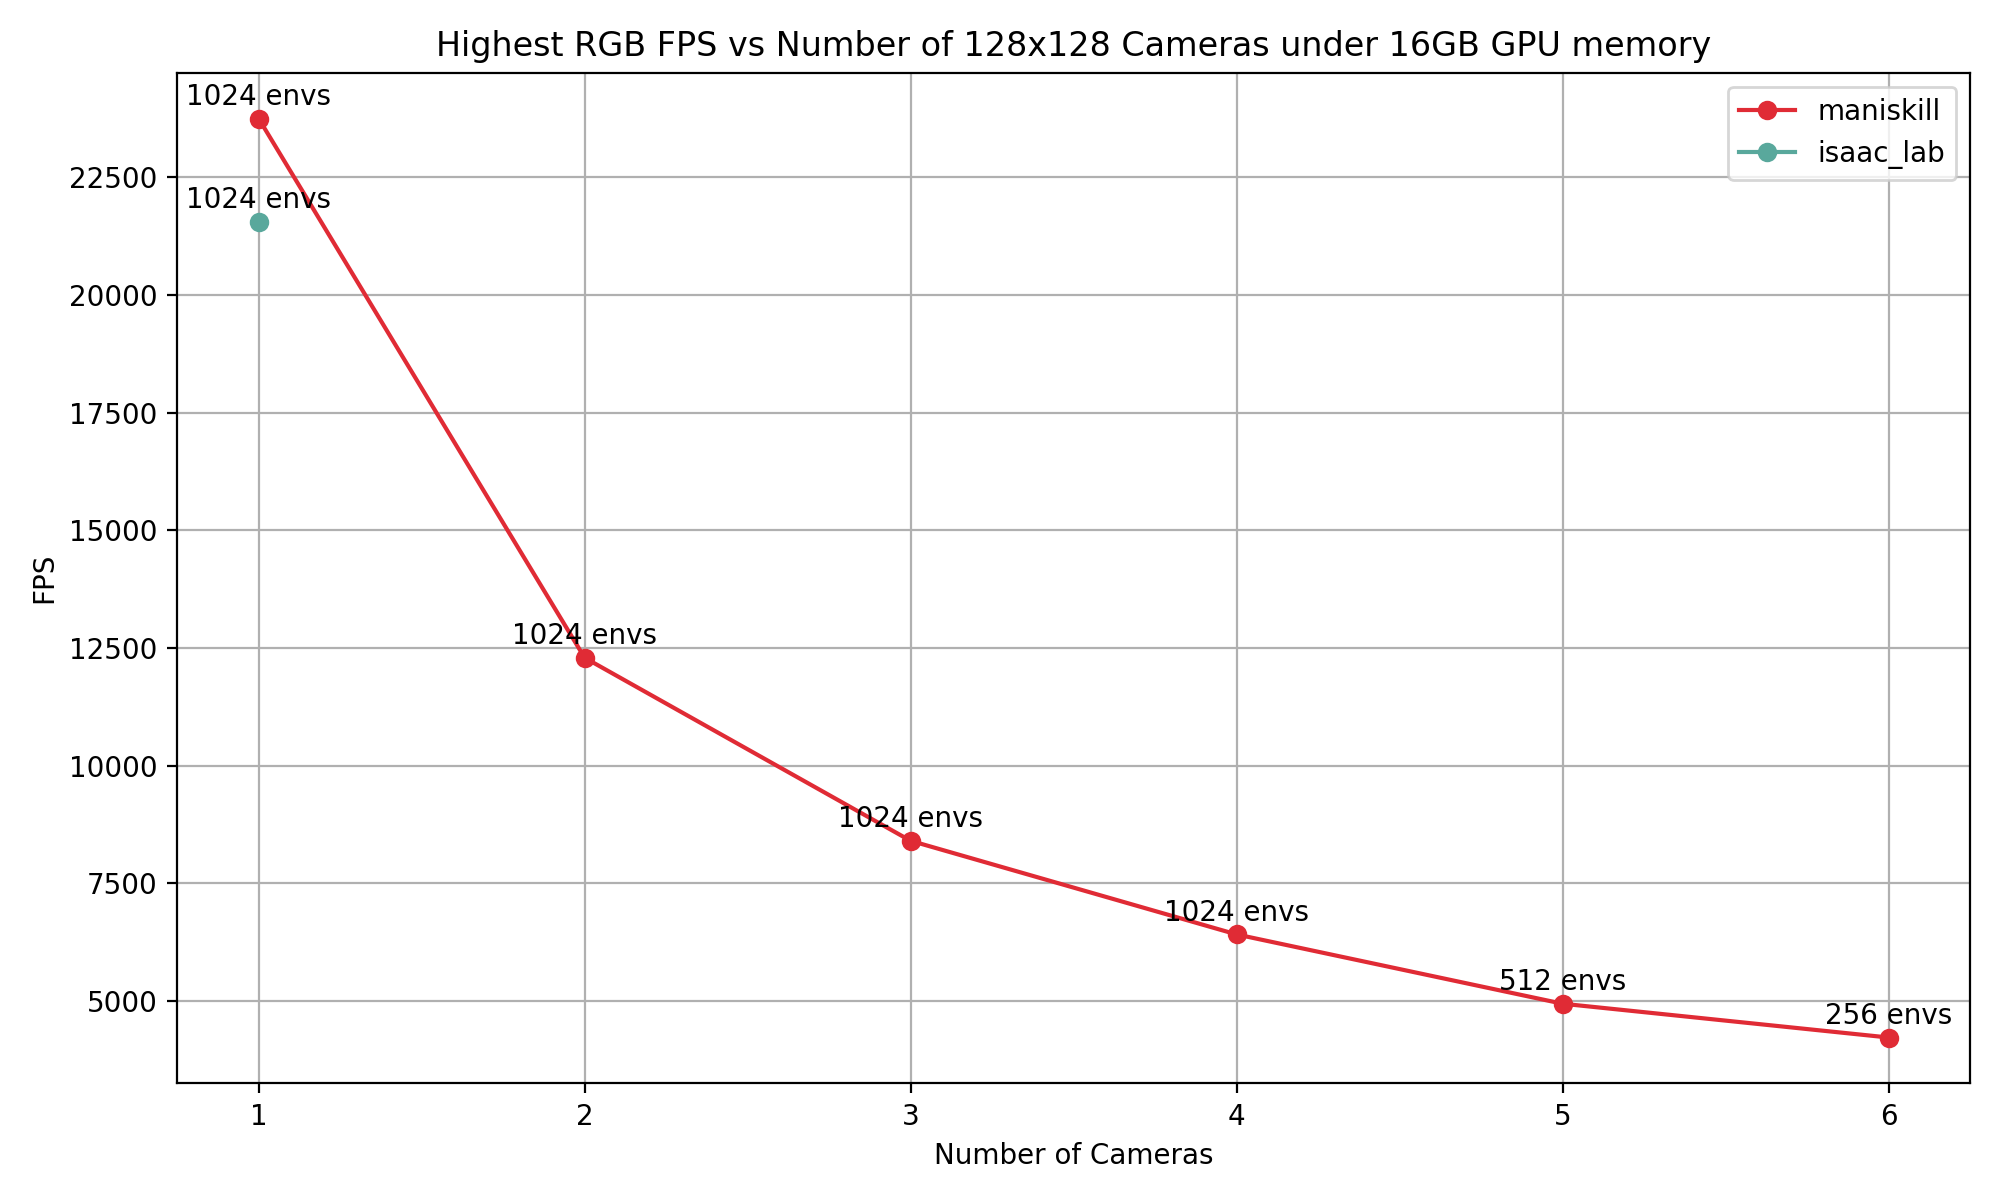 Highest RGB FPS vs Number of 128x128 Cameras under 16GB GPU memory
maniskill
isaac_lab
1024 envs
1024 envs
1024 envs
1024 envs
1024 envs
512 envs
256 envs
22500
20000
17500
15000
12500
10000
7500
5000
FPS
1 2 3 4 5 6
Number of Cameras